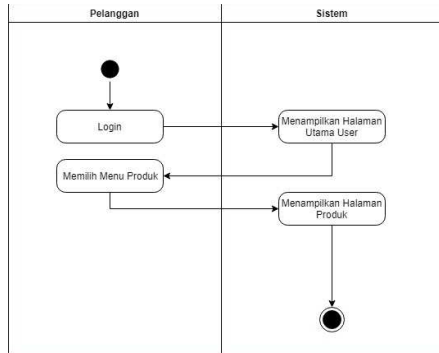 Pelanggan
Sistem
Login
Menampilkan Halaman
Utama User
Memilih Menu Produk
Menampilkan Halaman
Produk